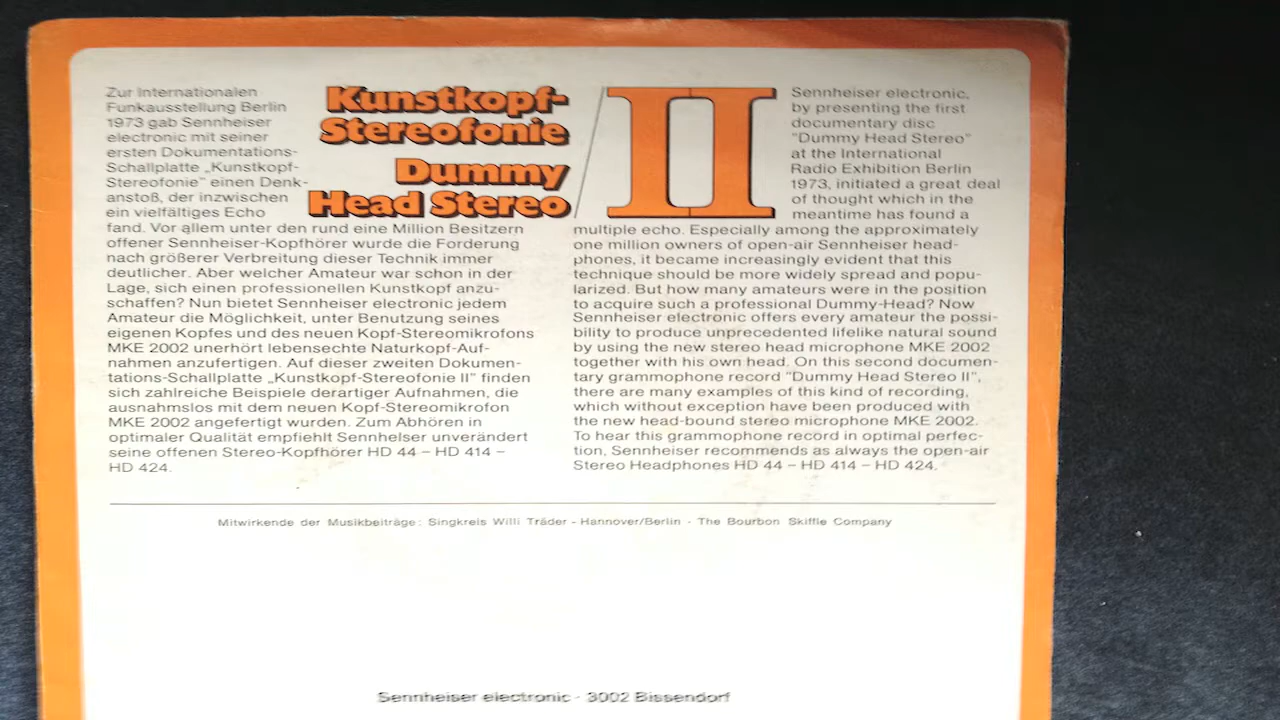 Kunstkopf-
Stereofonie
Dummy
Head Stereo
II
Zur Internationalen
Funkausstellung Berlin
1973 gab Sennheiser
electronic mit seiner
ersten Dokumentations-
Schallplatte „Kunstkopf-
Stereofonie" einen Denk-
anstoß, der inzwischen
ein vielfältiges Echo
fand. Vor allem unter den rund eine Million Besitzern
offener Sennheiser-Kopfhörer wurde die Forderung
nach größerer Verbreitung dieser Technik immer
deutlicher. Aber welcher Amateur war schon in der
Lage, sich einen professionellen Kunstkopf anzu-
schaffen? Nun bietet Sennheiser electronic jedem
Amateur die Möglichkeit, unter Benutzung seines
eigenen Kopfes und des neuen Kopf-Stereomikrofons
MKE 2002 unerhört lebensechte Naturkopf-Auf-
nahmen anzufertigen. Auf dieser zweiten Dokumen-
tations-Schallplatte „Kunstkopf-Stereofonie II" finden
sich zahlreiche Beispiele derartiger Aufnahmen, die
ausnahmslos mit dem neuen Kopf-Stereomikrofon
MKE 2002 angefertigt wurden. Zum Abhören in
optimaler Qualität empfiehlt Sennheiser unverändert
seine offenen Stereo-Kopfhörer HD 44 – HD 414 –
HD 424.
Sennheiser electronic,
by presenting the first
documentary disc
"Dummy Head Stereo"
at the International
Radio Exhibition Berlin
1973, initiated a great deal
of thought which in the
meantime has found a
multiple echo. Especially among the approximately
one million owners of open-air Sennheiser head-
phones, it became increasingly evident that this
technique should be more widely spread and popu-
larized. But how many amateurs were in the position
to acquire such a professional Dummy-Head? Now
Sennheiser electronic offers every amateur the possi-
bility to produce unprecedented lifelike natural sound
by using the new stereo head microphone MKE 2002
together with his own head. On this second documen-
tary grammophone record "Dummy Head Stereo II",
there are many examples of this kind of recording,
which without exception have been produced with
the new head-bound stereo microphone MKE 2002.
To hear this grammophone record in optimal perfec-
tion, Sennheiser recommends as always the open-air
Stereo Headphones HD 44 – HD 414 – HD 424.
Mitwirkende der Musikbeiträge: Singkreis Willi Träder - Hannover/Berlin - The Bourbon Skiffle Company
Sennheiser electronic - 3002 Bissendorf